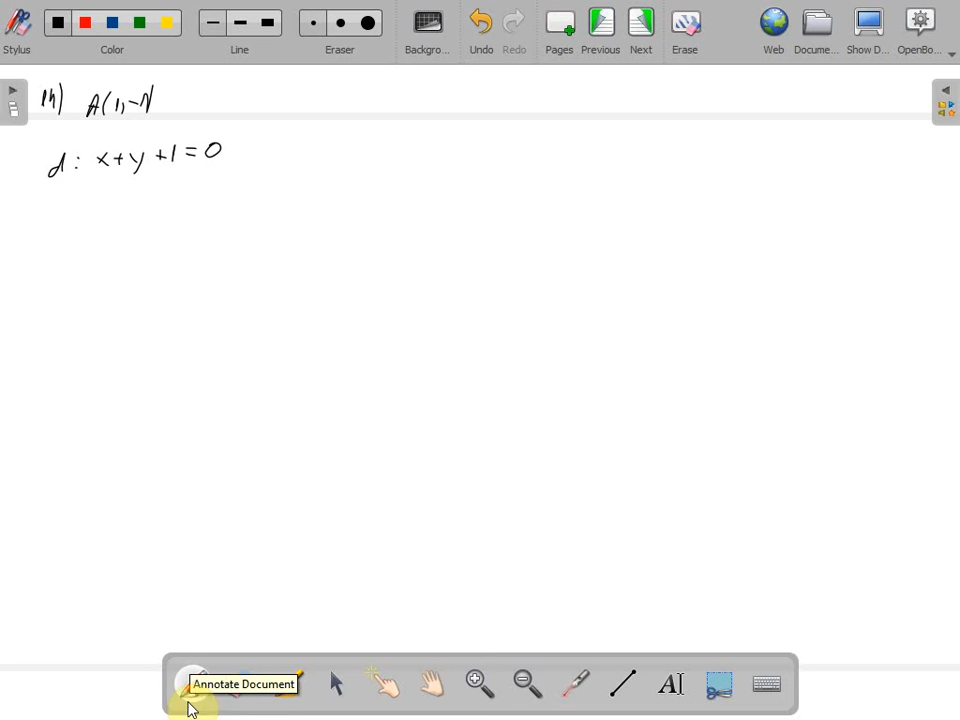 Stylus
Color
Line
Eraser
Backgro...
Undo
Redo
Pages
Previous
Next
Erase
Web
Docume...
Show D...
OpenBo...
14) A(1,-1)
d: x+y+1=0
Annotate Document